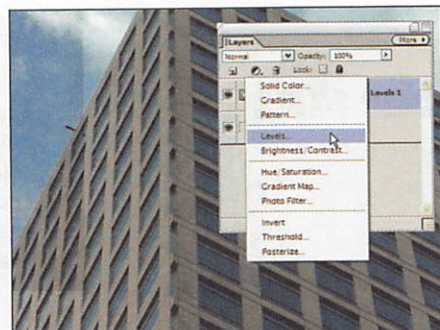 Layers
More
Normal
Opacity: 100%
Lock:
Levels 1
Solid Color...
Gradient...
Pattern...
Levels...
Brightness/Contrast...
Hue/Saturation...
Gradient Map...
Photo Filter...
Invert
Threshold...
Posterize...